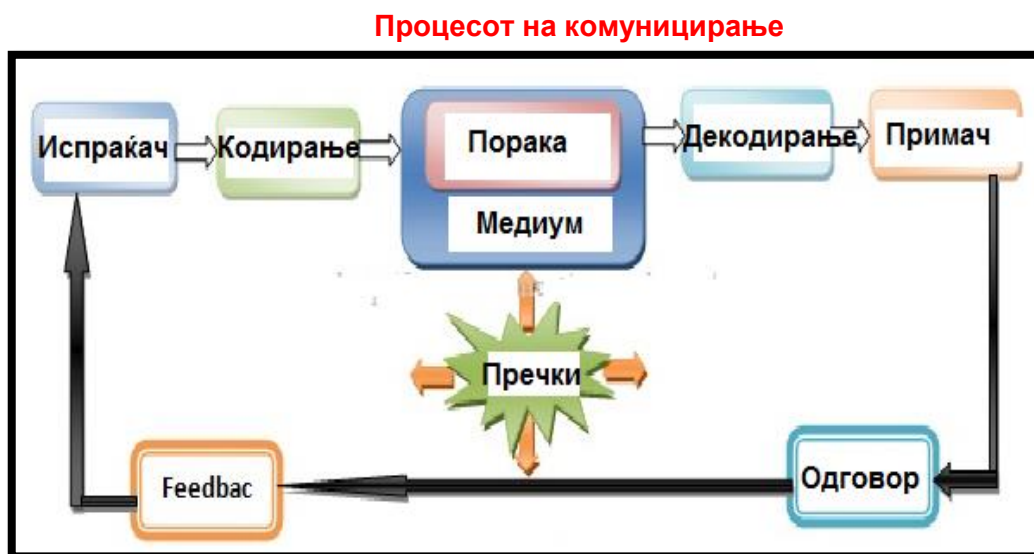 Процесот на комуницирање
Испраќач
Кодирање
Порака
Медиум
Декодирање
Примач
Пречки
Одговор
Feedbac